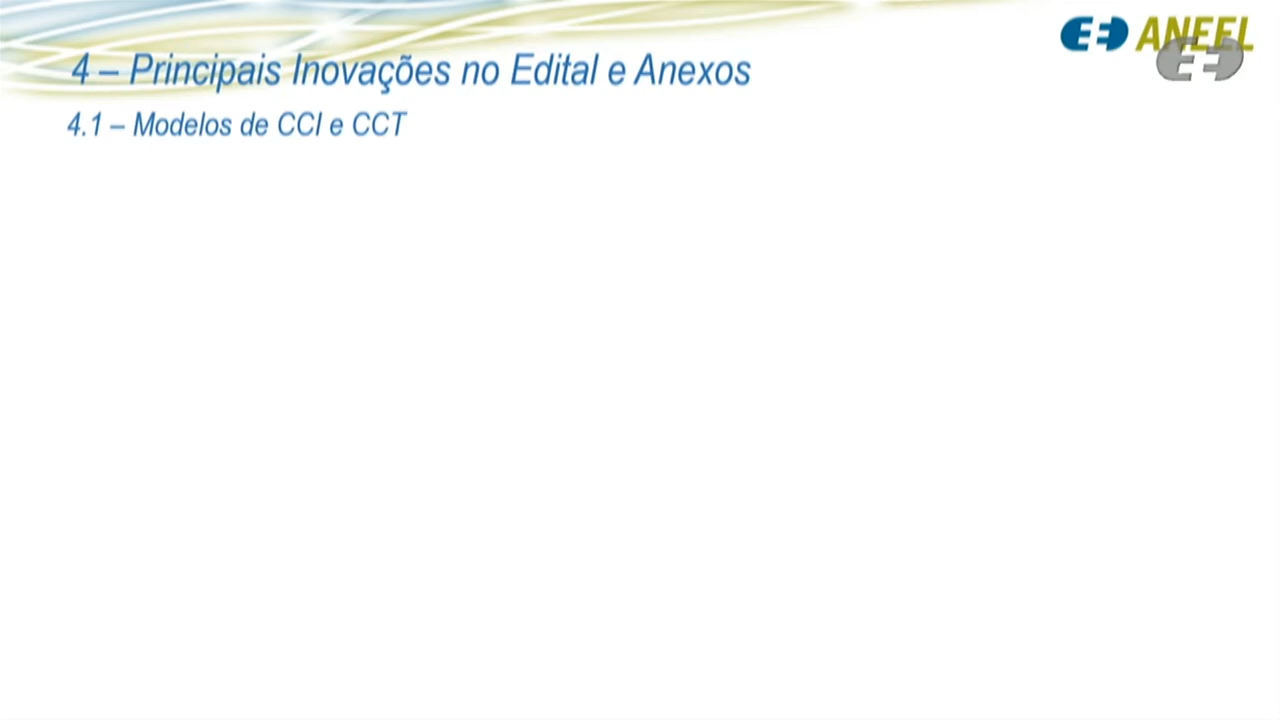 ANEEL
4 – Principais Inovações no Edital e Anexos
4.1 – Modelos de CCI e CCT